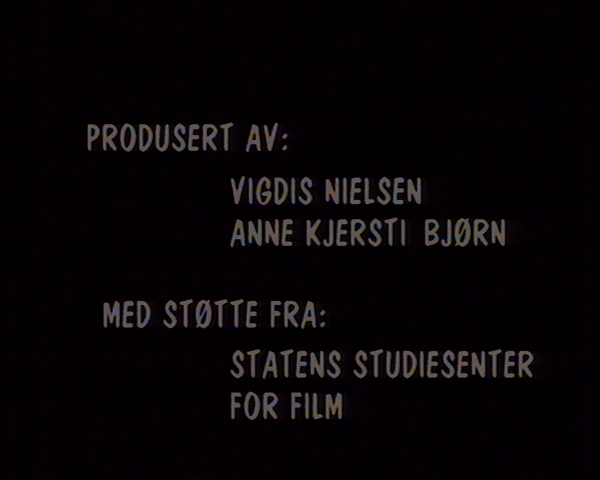 PRODUSERT AV:
VIGDIS NIELSEN
ANNE KJERSTI BJØRN
MED STØTTE FRA:
STATENS STUDIESENTER
FOR FILM